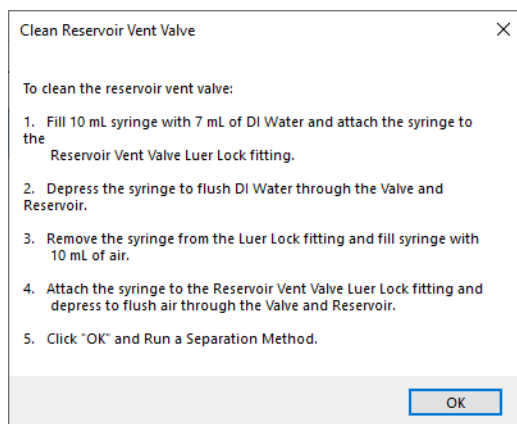 Clean Reservoir Vent Valve
To clean the reservoir vent valve:
1. Fill 10 mL syringe with 7 mL of DI Water and attach the syringe to
the
Reservoir Vent Valve Luer Lock fitting.
2. Depress the syringe to flush DI Water through the Valve and
Reservoir.
3. Remove the syringe from the Luer Lock fitting and fill syringe with
10 mL of air.
4. Attach the syringe to the Reservoir Vent Valve Luer Lock fitting and
depress to flush air through the Valve and Reservoir.
5. Click "OK" and Run a Separation Method.
OK